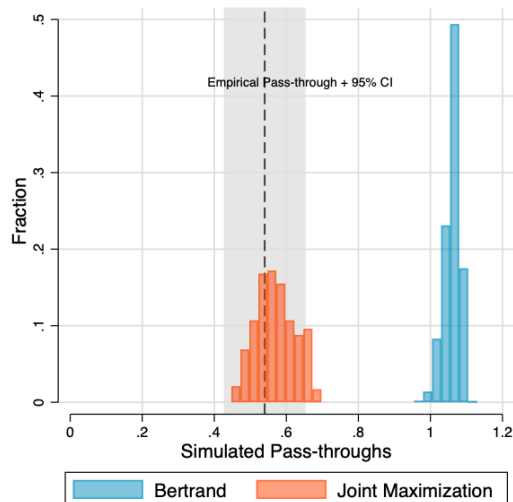 .5
.4
.3
.2
.1
0
Fraction
Empirical Pass-through + 95% CI
0 .2 .4 .6 .8 1 1.2
Simulated Pass-throughs
Bertrand Joint Maximization